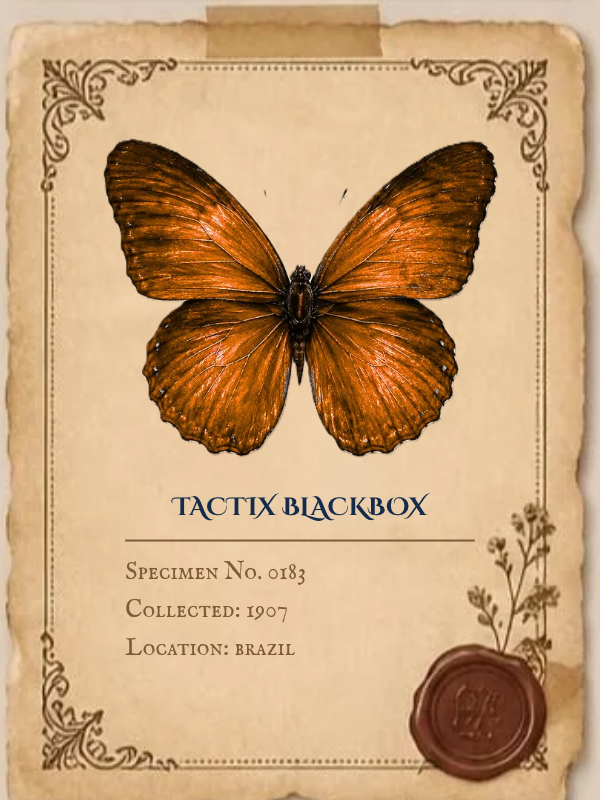 TACTIX BLACKBOX
Specimen No. 0183
Collected: 1907
Location: brazil